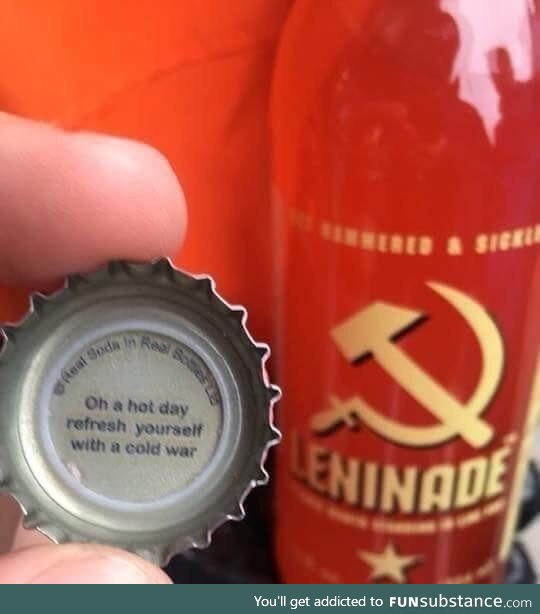 HAMMERED & SICKLE
© Real Soda In Real Bottles Ltd
Oh a hot day
refresh yourself
with a cold war
LENINADE
You'll get addicted to FUNsubstance.com